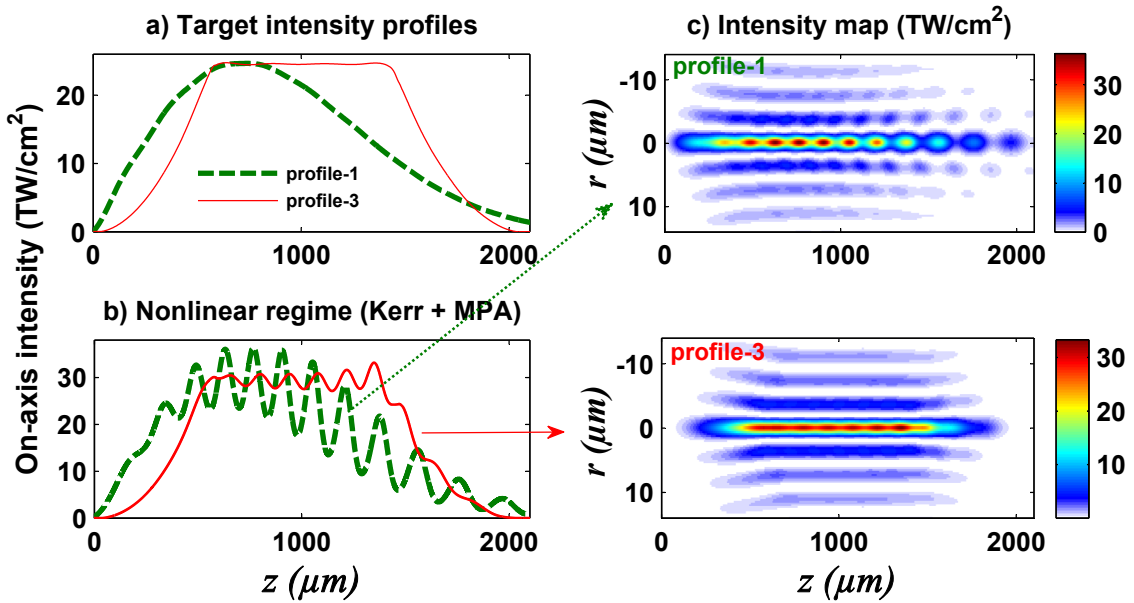 a) Target intensity profiles
On-axis intensity (TW/cm²)
20
10
0
profile-1
profile-3
0
1000
2000
b) Nonlinear regime (Kerr + MPA)
30
20
10
0
0
1000
2000
z (μm)
c) Intensity map (TW/cm²)
profile-1
r (μm)
-10
0
10
0
1000
2000
30
20
10
0
profile-3
r (μm)
-10
0
10
0
1000
2000
z (μm)
30
20
10